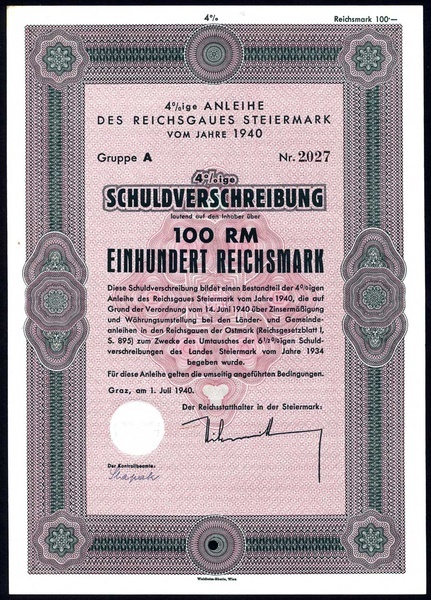 4%
Reichsmark 100·—
4%ige ANLEIHE
DES REICHSGAUES STEIERMARK
VOM JAHRE 1940
Gruppe A Nr. 2027
4%ige
SCHULDVERSCHREIBUNG
lautend auf den Inhaber über
100 RM
EINHUNDERT REICHSMARK
Diese Schuldverschreibung bildet einen Bestandteil der 4%igen
Anleihe des Reichsgaues Steiermark vom Jahre 1940, die auf
Grund der Verordnung vom 14. Juni 1940 über Zinsermäßigung
und Währungsumstellung bei den Länder- und Gemeinde-
anleihen in den Reichsgauen der Ostmark (Reichsgesetzblatt I,
S. 895) zum Zwecke des Umtausches der 6½%igen Schuld-
verschreibungen des Landes Steiermark vom Jahre 1934
begeben wurde.
Für diese Anleihe gelten die umseitig angeführten Bedingungen.
Graz, am 1. Juli 1940.
Der Reichsstatthalter in der Steiermark:
Der Kontrollbeamte:
Waldheim-Eberle, Wien